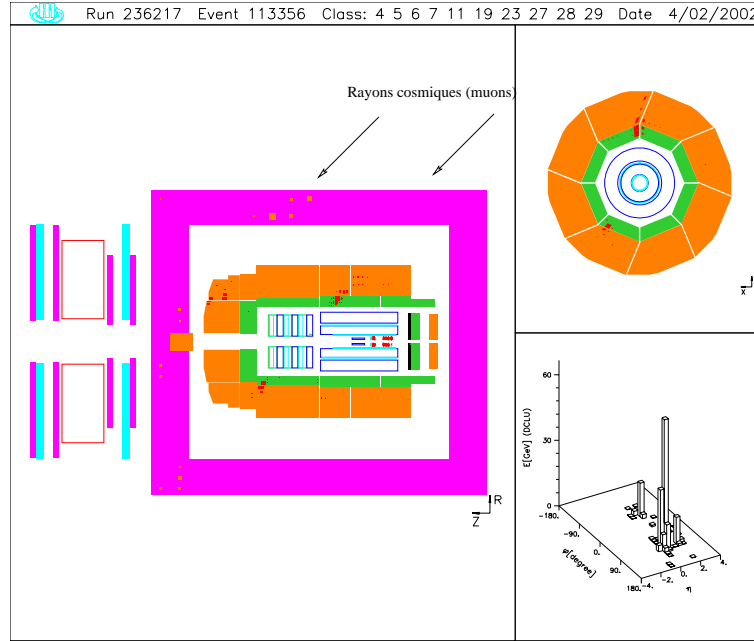 Run 236217 Event 113356 Class: 4 5 6 7 11 19 23 27 28 29 Date 4/02/2002
Rayons cosmiques (muons)
R
Z
x
E[GeV] (DCLU)
60
30
0
-180.
-90.
0.
90.
180.
φ[degree]
-4.
-2.
0.
2.
4.
η